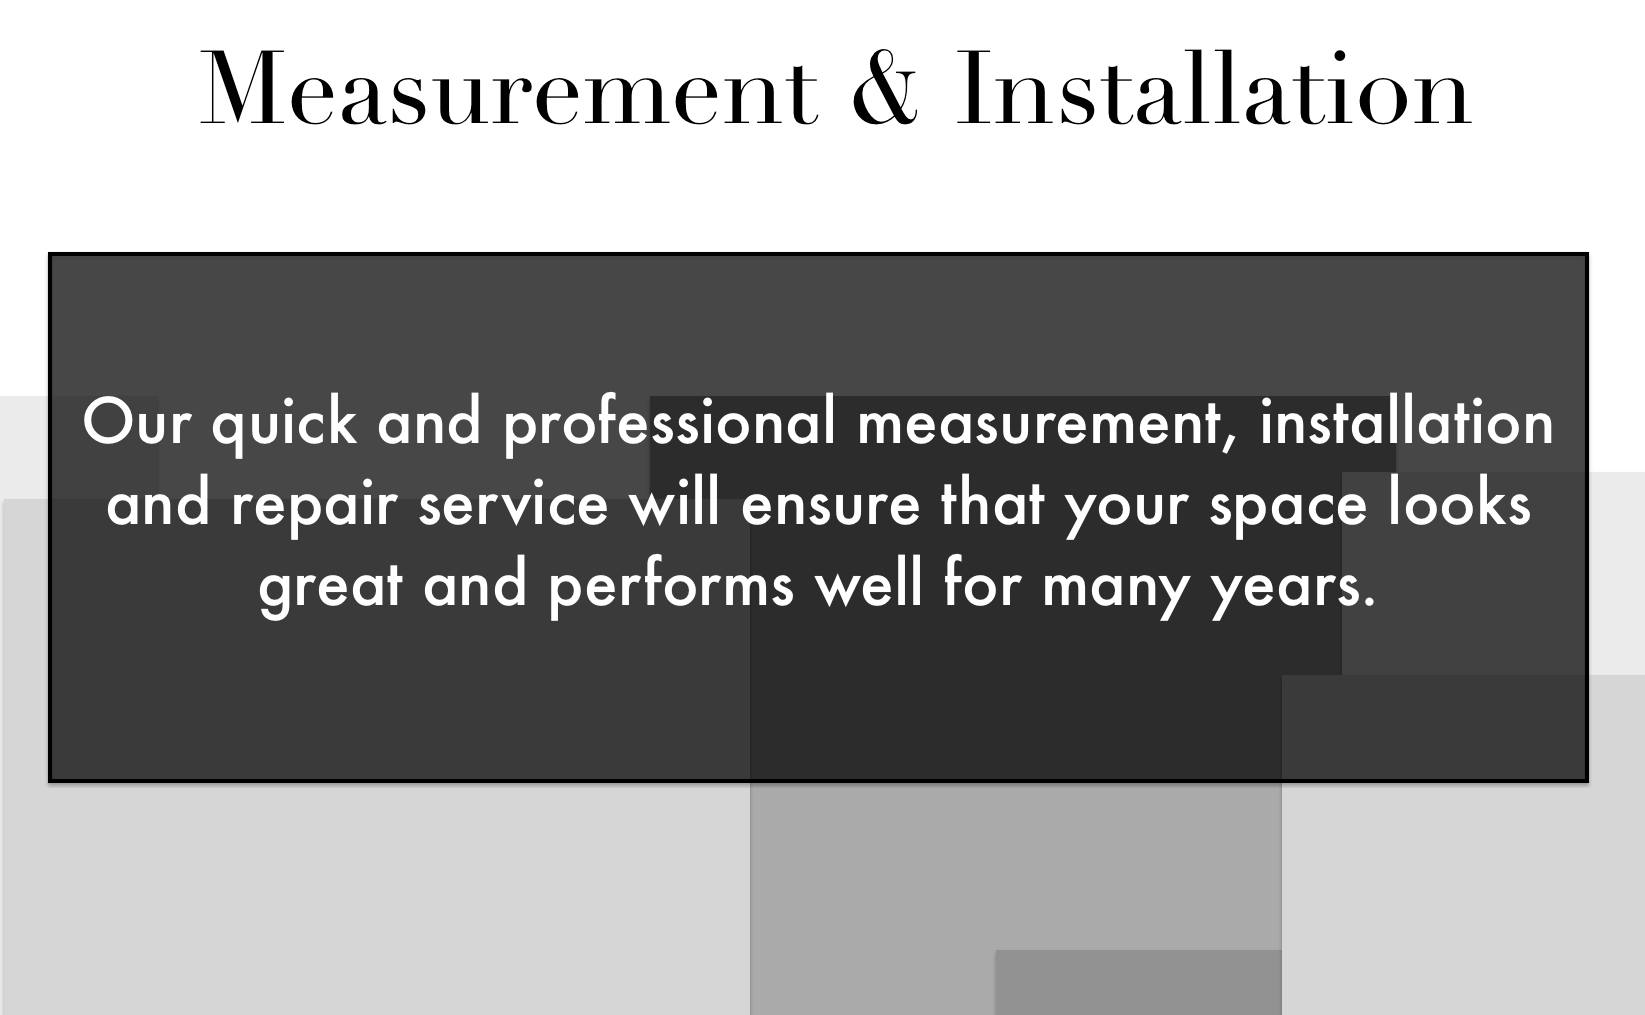 Measurement & Installation
Our quick and professional measurement, installation
and repair service will ensure that your space looks
great and performs well for many years.